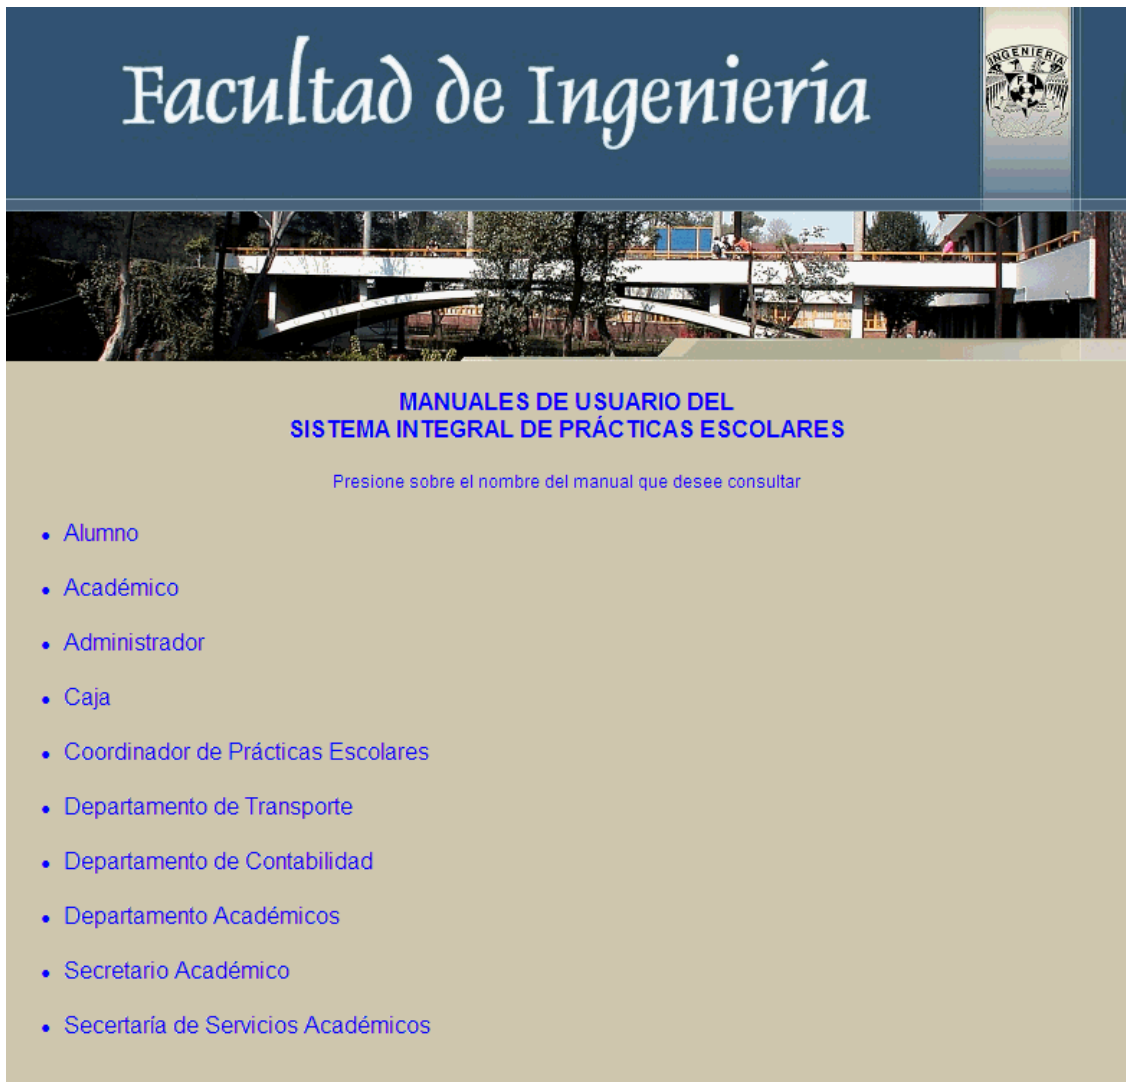 Facultad de Ingeniería
INGENIERIA
MANUALES DE USUARIO DEL
SISTEMA INTEGRAL DE PRÁCTICAS ESCOLARES
Presione sobre el nombre del manual que desee consultar
• Alumno
• Académico
• Administrador
• Caja
• Coordinador de Prácticas Escolares
• Departamento de Transporte
• Departamento de Contabilidad
• Departamento Académicos
• Secretario Académico
• Secertaría de Servicios Académicos